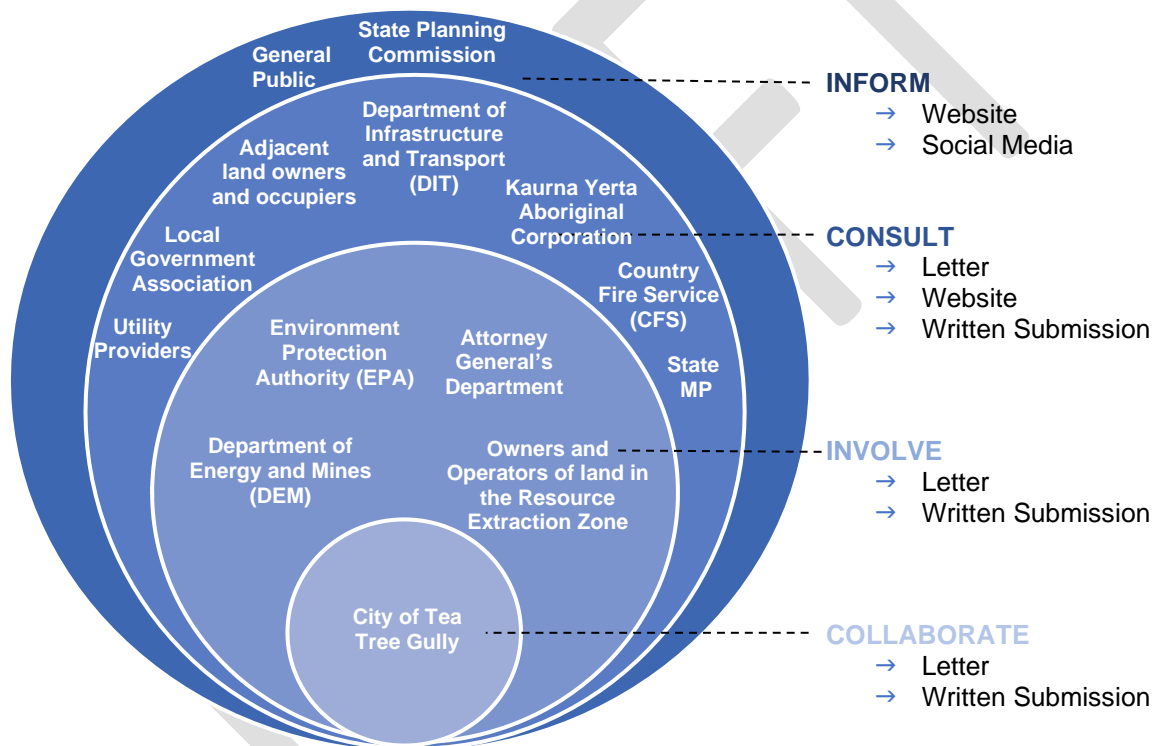 State Planning
Commission
General
Public
Department of
Infrastructure
and Transport
(DIT)
Adjacent
land owners
and occupiers
Kaurna Yerta
Aboriginal
Corporation
Local
Government
Association
Country
Fire Service
(CFS)
Utility
Providers
State
MP
Environment
Protection
Authority (EPA)
Attorney
General’s
Department
Department of
Energy and Mines
(DEM)
Owners and
Operators of land in
the Resource
Extraction Zone
City of Tea
Tree Gully
INFORM
→ Website
→ Social Media
CONSULT
→ Letter
→ Website
→ Written Submission
INVOLVE
→ Letter
→ Written Submission
COLLABORATE
→ Letter
→ Written Submission